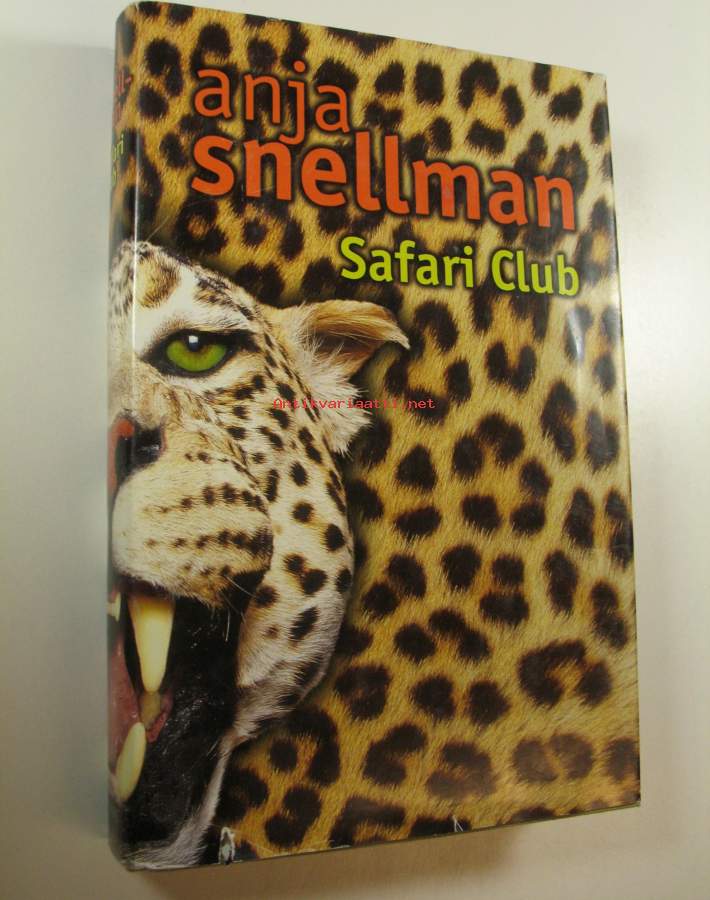 anja
snellman
Safari Club
Antikvariaatti.net